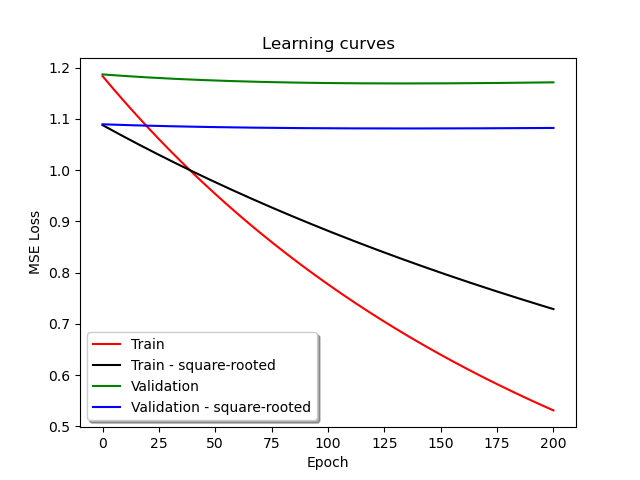 Learning curves
MSE Loss
1.2
1.1
1.0
0.9
0.8
0.7
0.6
0.5
Train
Train - square-rooted
Validation
Validation - square-rooted
0 25 50 75 100 125 150 175 200
Epoch